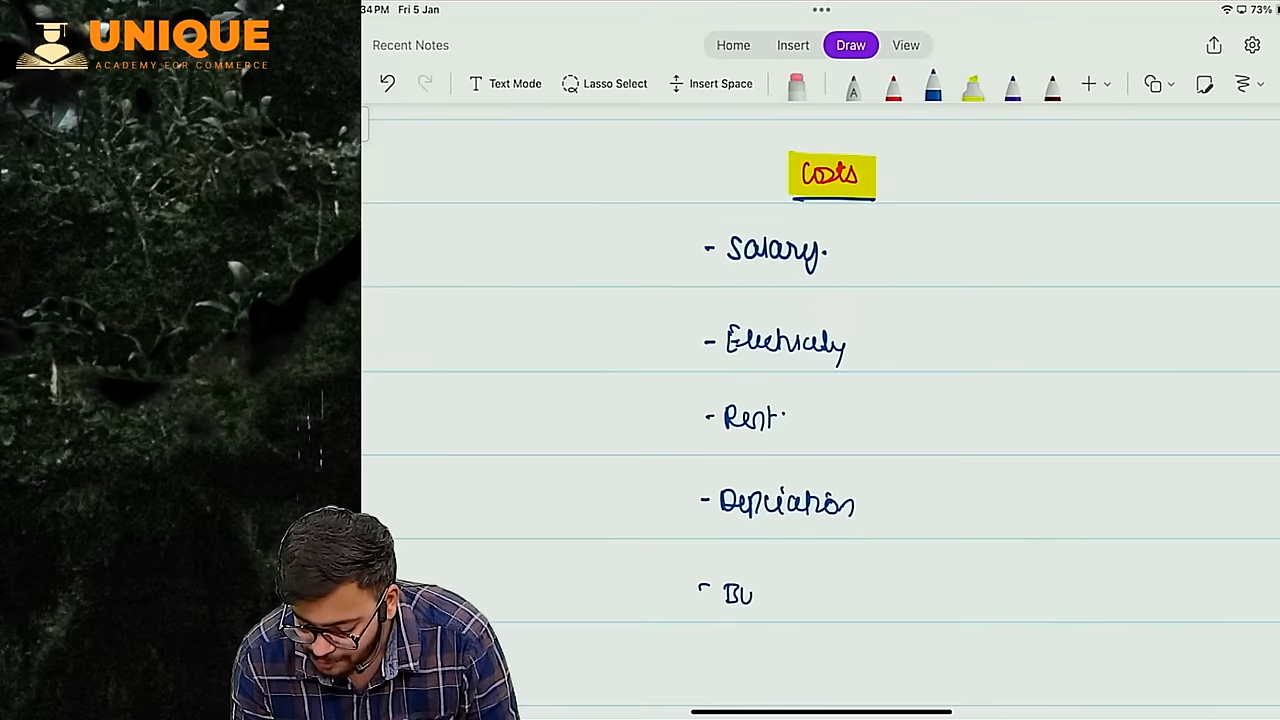 34 PM Fri 5 Jan
73%
UNIQUE
ACADEMY FOR COMMERCE
Recent Notes
Home Insert Draw View
Text Mode Lasso Select Insert Space
A
Costs
- Salary.
- Electricity
- Rent.
- Depciation
- Bu